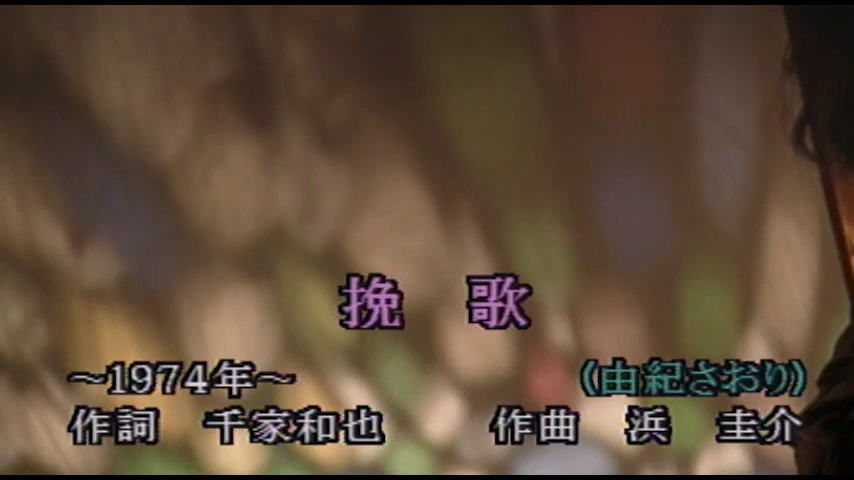 挽　歌
～1974年～　（由紀さおり）
作詞　千家和也　作曲　浜　圭介